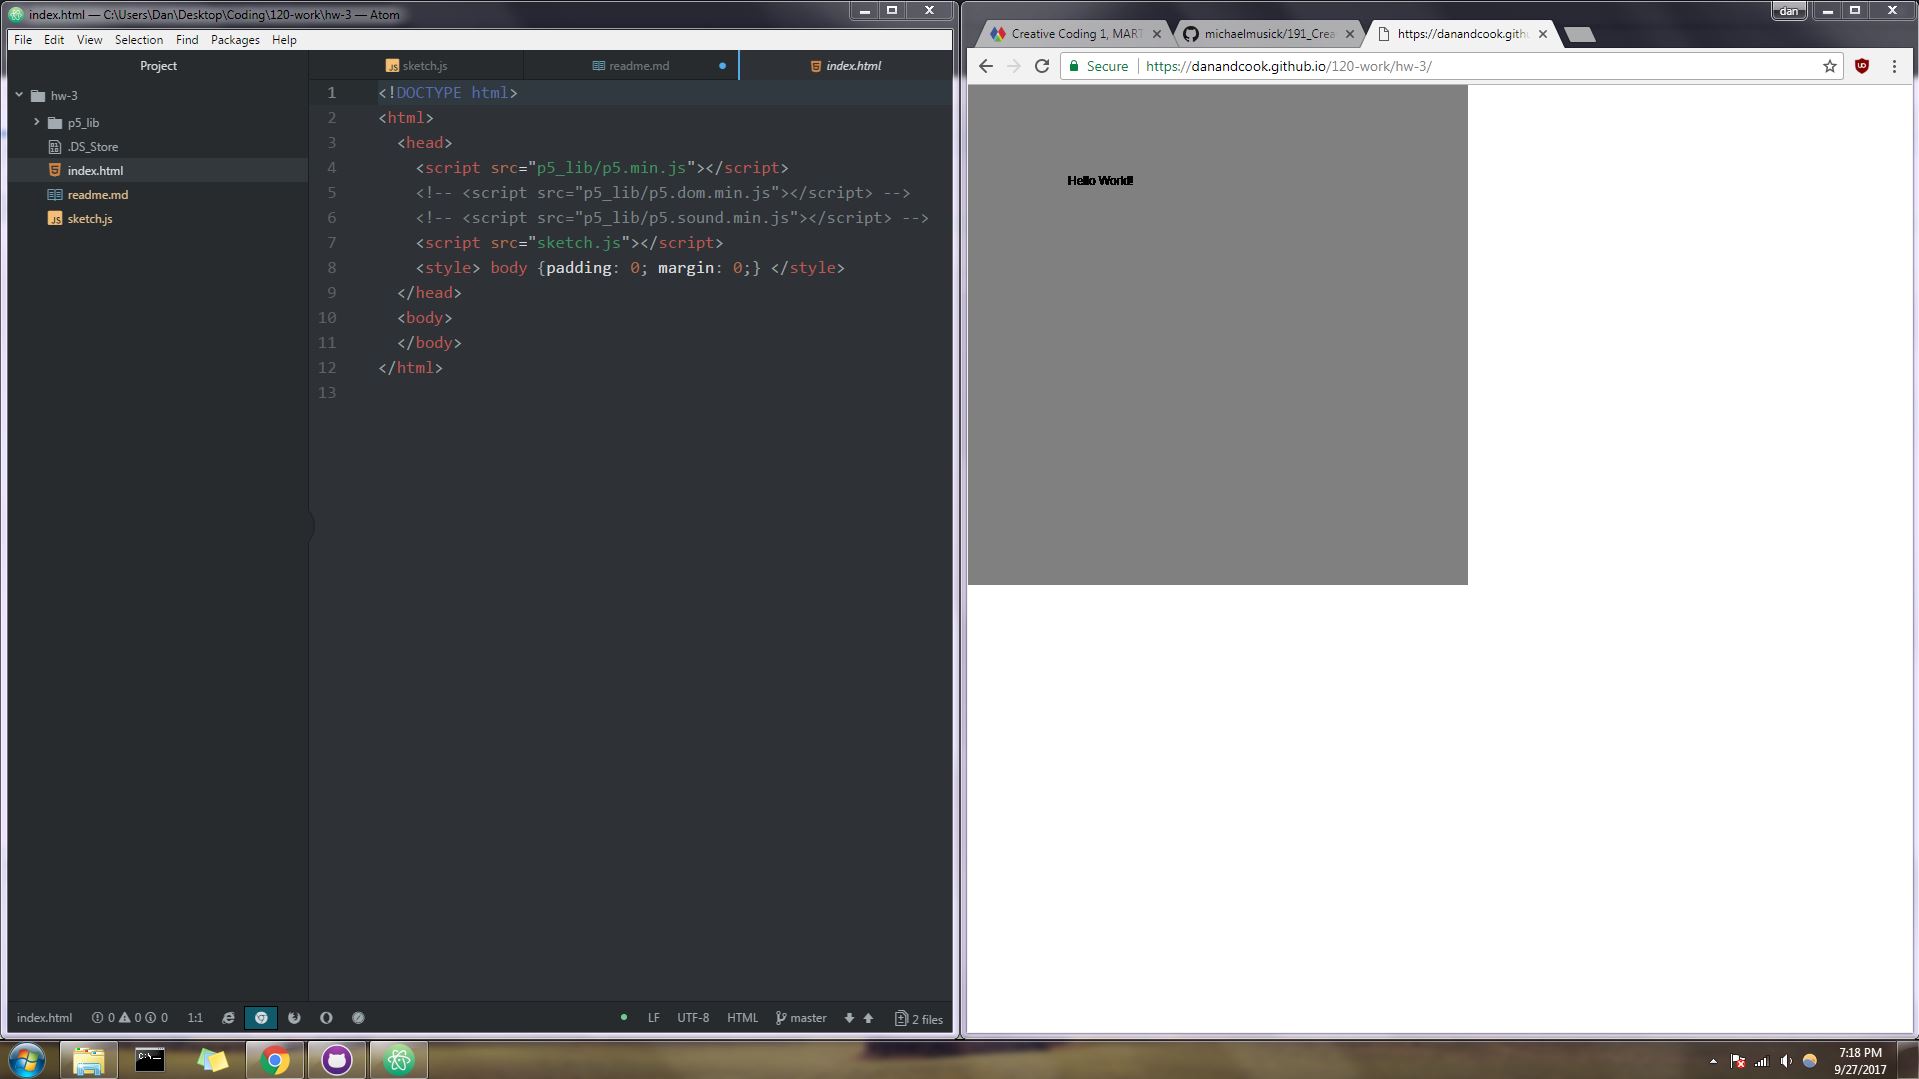 index.html — C:\Users\Dan\Desktop\Coding\120-work\hw-3 — Atom
File Edit View Selection Find Packages Help
Project
hw-3
p5_lib
.DS_Store
index.html
readme.md
sketch.js
sketch.js readme.md index.html
1 <!DOCTYPE html>
2 <html>
3 <head>
4 <script src="p5_lib/p5.min.js"></script>
5 <!-- <script src="p5_lib/p5.dom.min.js"></script> -->
6 <!-- <script src="p5_lib/p5.sound.min.js"></script> -->
7 <script src="sketch.js"></script>
8 <style> body {padding: 0; margin: 0;} </style>
9 </head>
10 <body>
11 </body>
12 </html>
13
index.html 0 0 0 1:1 LF UTF-8 HTML master 2 files
dan
Creative Coding 1, MART michaelmusick/191_Crea https://danandcook.gith
Secure https://danandcook.github.io/120-work/hw-3/
Hello World!
7:18 PM
9/27/2017